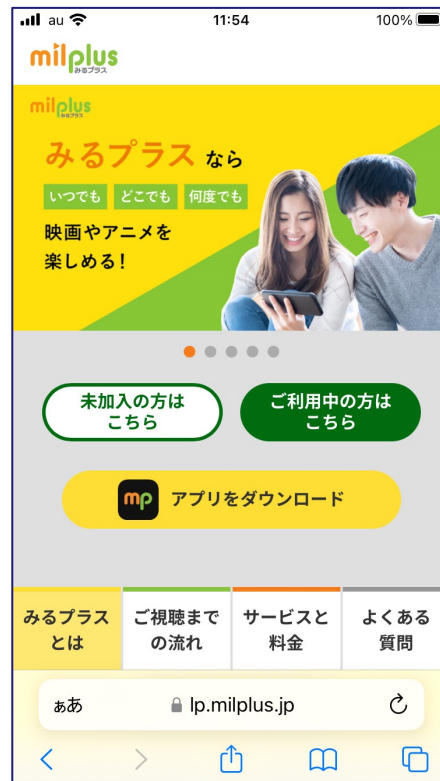 au 11:54 100%
milplus
みるプラス
milplus
みるプラス
みるプラス なら
いつでも どこでも 何度でも
映画やアニメを
楽しめる!
未加入の方は
こちら
ご利用中の方は
こちら
mp アプリをダウンロード
みるプラス
とは
ご視聴まで
の流れ
サービスと
料金
よくある
質問
ぁあ lp.milplus.jp